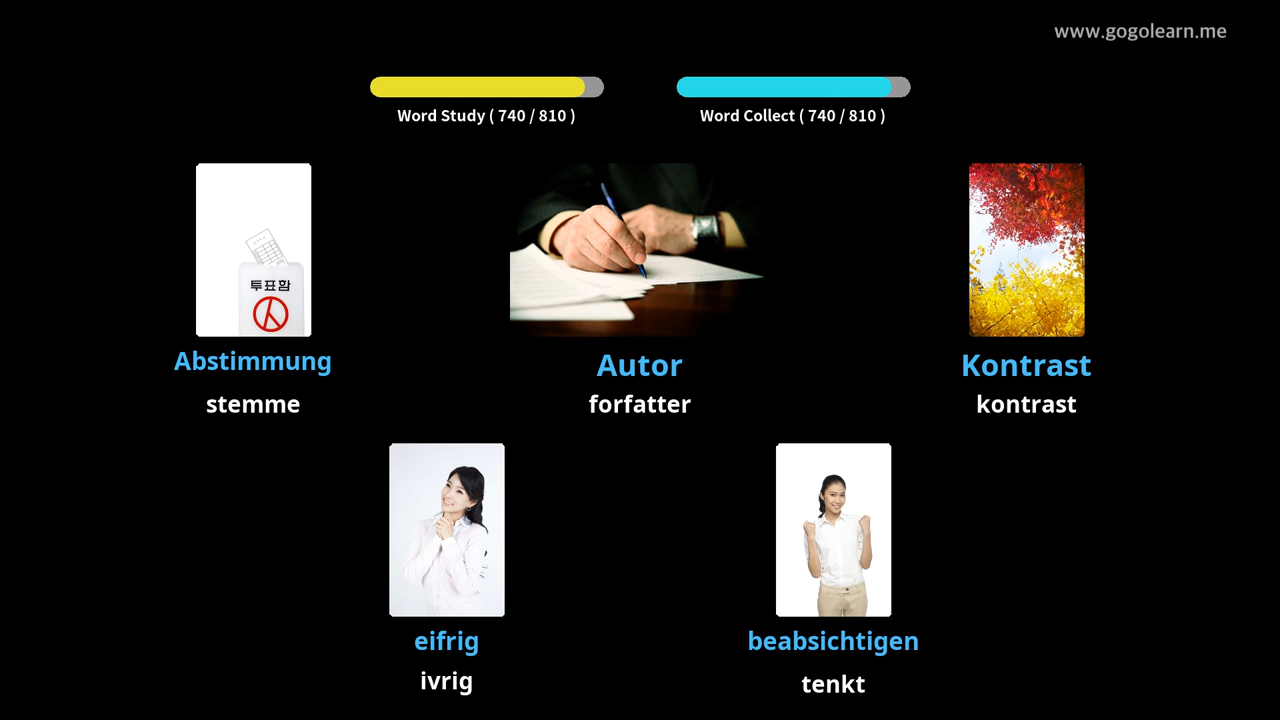 www.gogolearn.me
Word Study ( 740 / 810 )
Word Collect ( 740 / 810 )
투표함
Abstimmung
stemme
Autor
forfatter
Kontrast
kontrast
eifrig
ivrig
beabsichtigen
tenkt